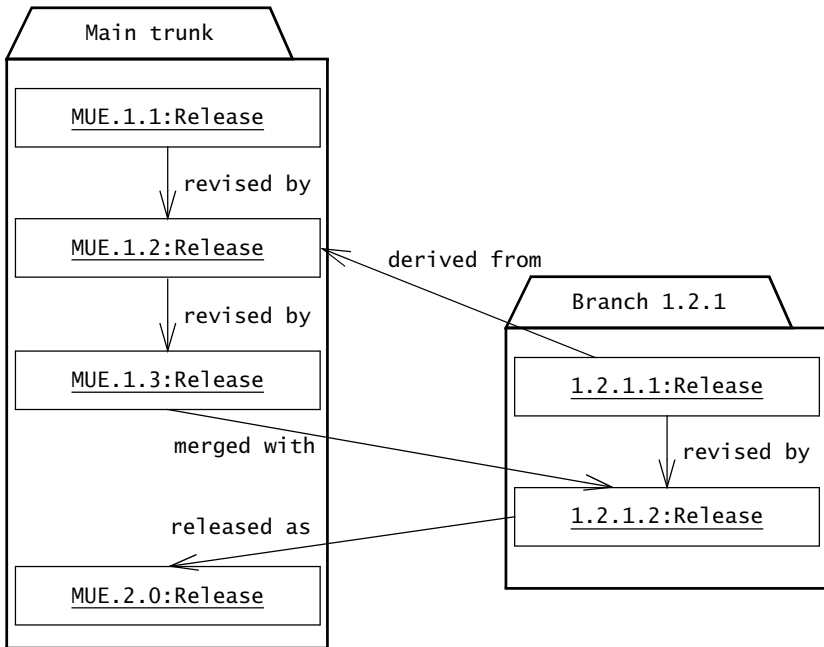 Main trunk
MUE.1.1:Release
revised by
MUE.1.2:Release
derived from
revised by
MUE.1.3:Release
merged with
released as
MUE.2.0:Release
Branch 1.2.1
1.2.1.1:Release
revised by
1.2.1.2:Release